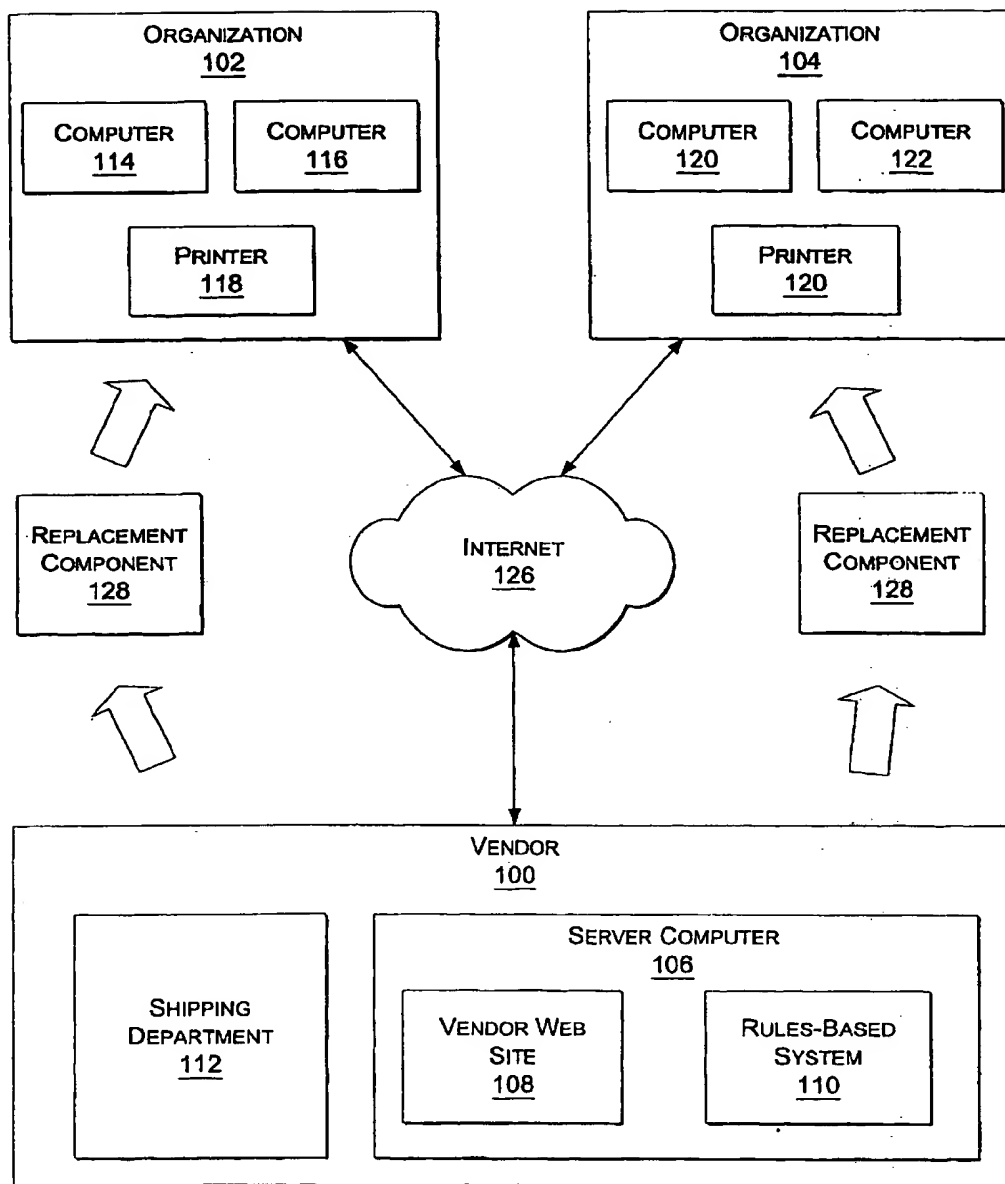 ORGANIZATION
102
COMPUTER
114
COMPUTER
116
PRINTER
118
ORGANIZATION
104
COMPUTER
120
COMPUTER
122
PRINTER
120
REPLACEMENT
COMPONENT
128
INTERNET
126
REPLACEMENT
COMPONENT
128
VENDOR
100
SHIPPING
DEPARTMENT
112
SERVER COMPUTER
106
VENDOR WEB
SITE
108
RULES-BASED
SYSTEM
110